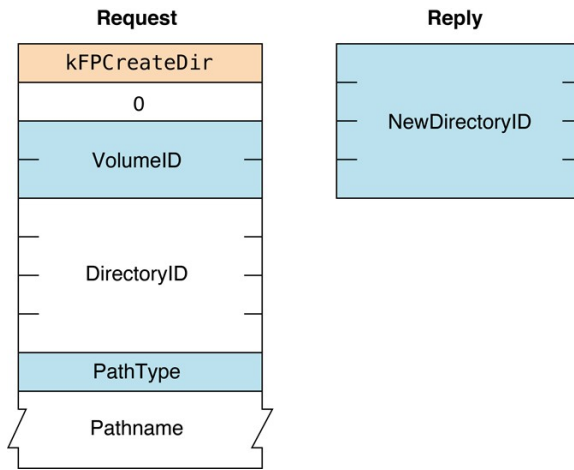 Request
kFPCreateDir
0
VolumeID
DirectoryID
PathType
Pathname
Reply
NewDirectoryID